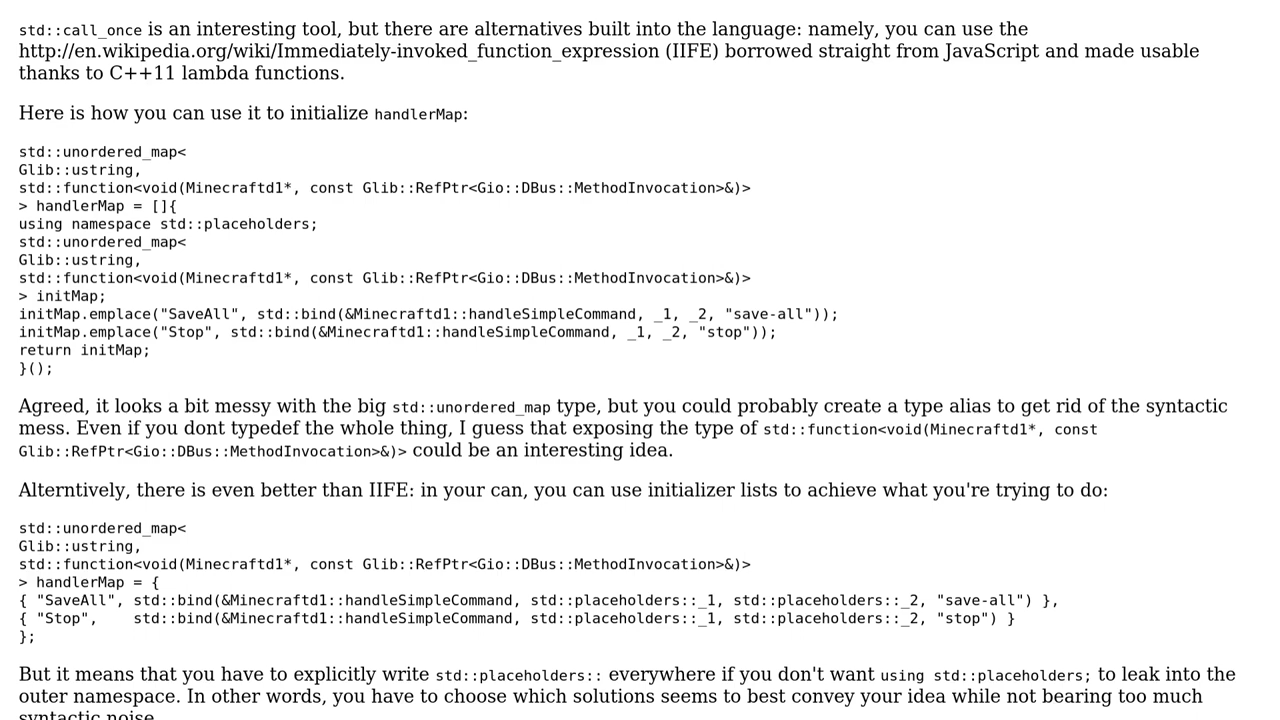 std::call_once is an interesting tool, but there are alternatives built into the language: namely, you can use the
http://en.wikipedia.org/wiki/Immediately-invoked_function_expression (IIFE) borrowed straight from JavaScript and made usable
thanks to C++11 lambda functions.
Here is how you can use it to initialize handlerMap:
std::unordered_map<
Glib::ustring,
std::function<void(Minecraftd1*, const Glib::RefPtr<Gio::DBus::MethodInvocation>&)>
> handlerMap = []{
using namespace std::placeholders;
std::unordered_map<
Glib::ustring,
std::function<void(Minecraftd1*, const Glib::RefPtr<Gio::DBus::MethodInvocation>&)>
> initMap;
initMap.emplace("SaveAll", std::bind(&Minecraftd1::handleSimpleCommand, _1, _2, "save-all"));
initMap.emplace("Stop", std::bind(&Minecraftd1::handleSimpleCommand, _1, _2, "stop"));
return initMap;
}();
Agreed, it looks a bit messy with the big std::unordered_map type, but you could probably create a type alias to get rid of the syntactic
mess. Even if you dont typedef the whole thing, I guess that exposing the type of std::function<void(Minecraftd1*, const
Glib::RefPtr<Gio::DBus::MethodInvocation>&)> could be an interesting idea.
Alterntively, there is even better than IIFE: in your can, you can use initializer lists to achieve what you're trying to do:
std::unordered_map<
Glib::ustring,
std::function<void(Minecraftd1*, const Glib::RefPtr<Gio::DBus::MethodInvocation>&)>
> handlerMap = {
{ "SaveAll", std::bind(&Minecraftd1::handleSimpleCommand, std::placeholders::_1, std::placeholders::_2, "save-all") },
{ "Stop",    std::bind(&Minecraftd1::handleSimpleCommand, std::placeholders::_1, std::placeholders::_2, "stop") }
};
But it means that you have to explicitly write std::placeholders:: everywhere if you don't want using std::placeholders; to leak into the
outer namespace. In other words, you have to choose which solutions seems to best convey your idea while not bearing too much
syntactic noise.